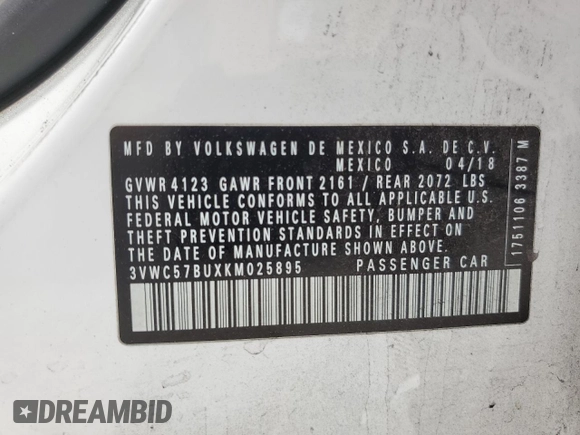 MFD BY VOLKSWAGEN DE MEXICO S.A. DE C.V.
MEXICO 04/18
GVWR 4123 GAWR FRONT 2161 / REAR 2072 LBS
THIS VEHICLE CONFORMS TO ALL APPLICABLE U.S.
FEDERAL MOTOR VEHICLE SAFETY, BUMPER AND
THEFT PREVENTION STANDARDS IN EFFECT ON
THE DATE OF MANUFACTURE SHOWN ABOVE.
3VWC57BUXKM025895 PASSENGER CAR
17511106 3387 M
DREAMBID